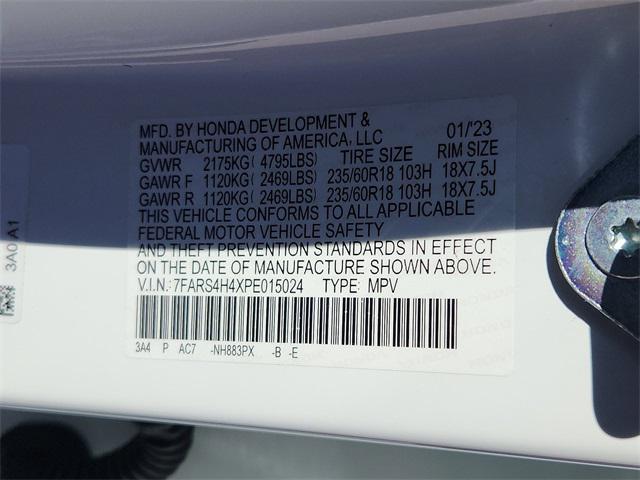 MFD. BY HONDA DEVELOPMENT &
MANUFACTURING OF AMERICA, LLC 01/'23
GVWR 2175KG ( 4795LBS) TIRE SIZE RIM SIZE
GAWR F 1120KG ( 2469LBS) 235/60R18 103H 18X7.5J
GAWR R 1120KG ( 2469LBS) 235/60R18 103H 18X7.5J
THIS VEHICLE CONFORMS TO ALL APPLICABLE
FEDERAL MOTOR VEHICLE SAFETY
AND THEFT PREVENTION STANDARDS IN EFFECT
ON THE DATE OF MANUFACTURE SHOWN ABOVE.
V.I.N.: 7FARS4H4XPE015024 TYPE: MPV
3A4 P AC7 -NH883PX -B -E